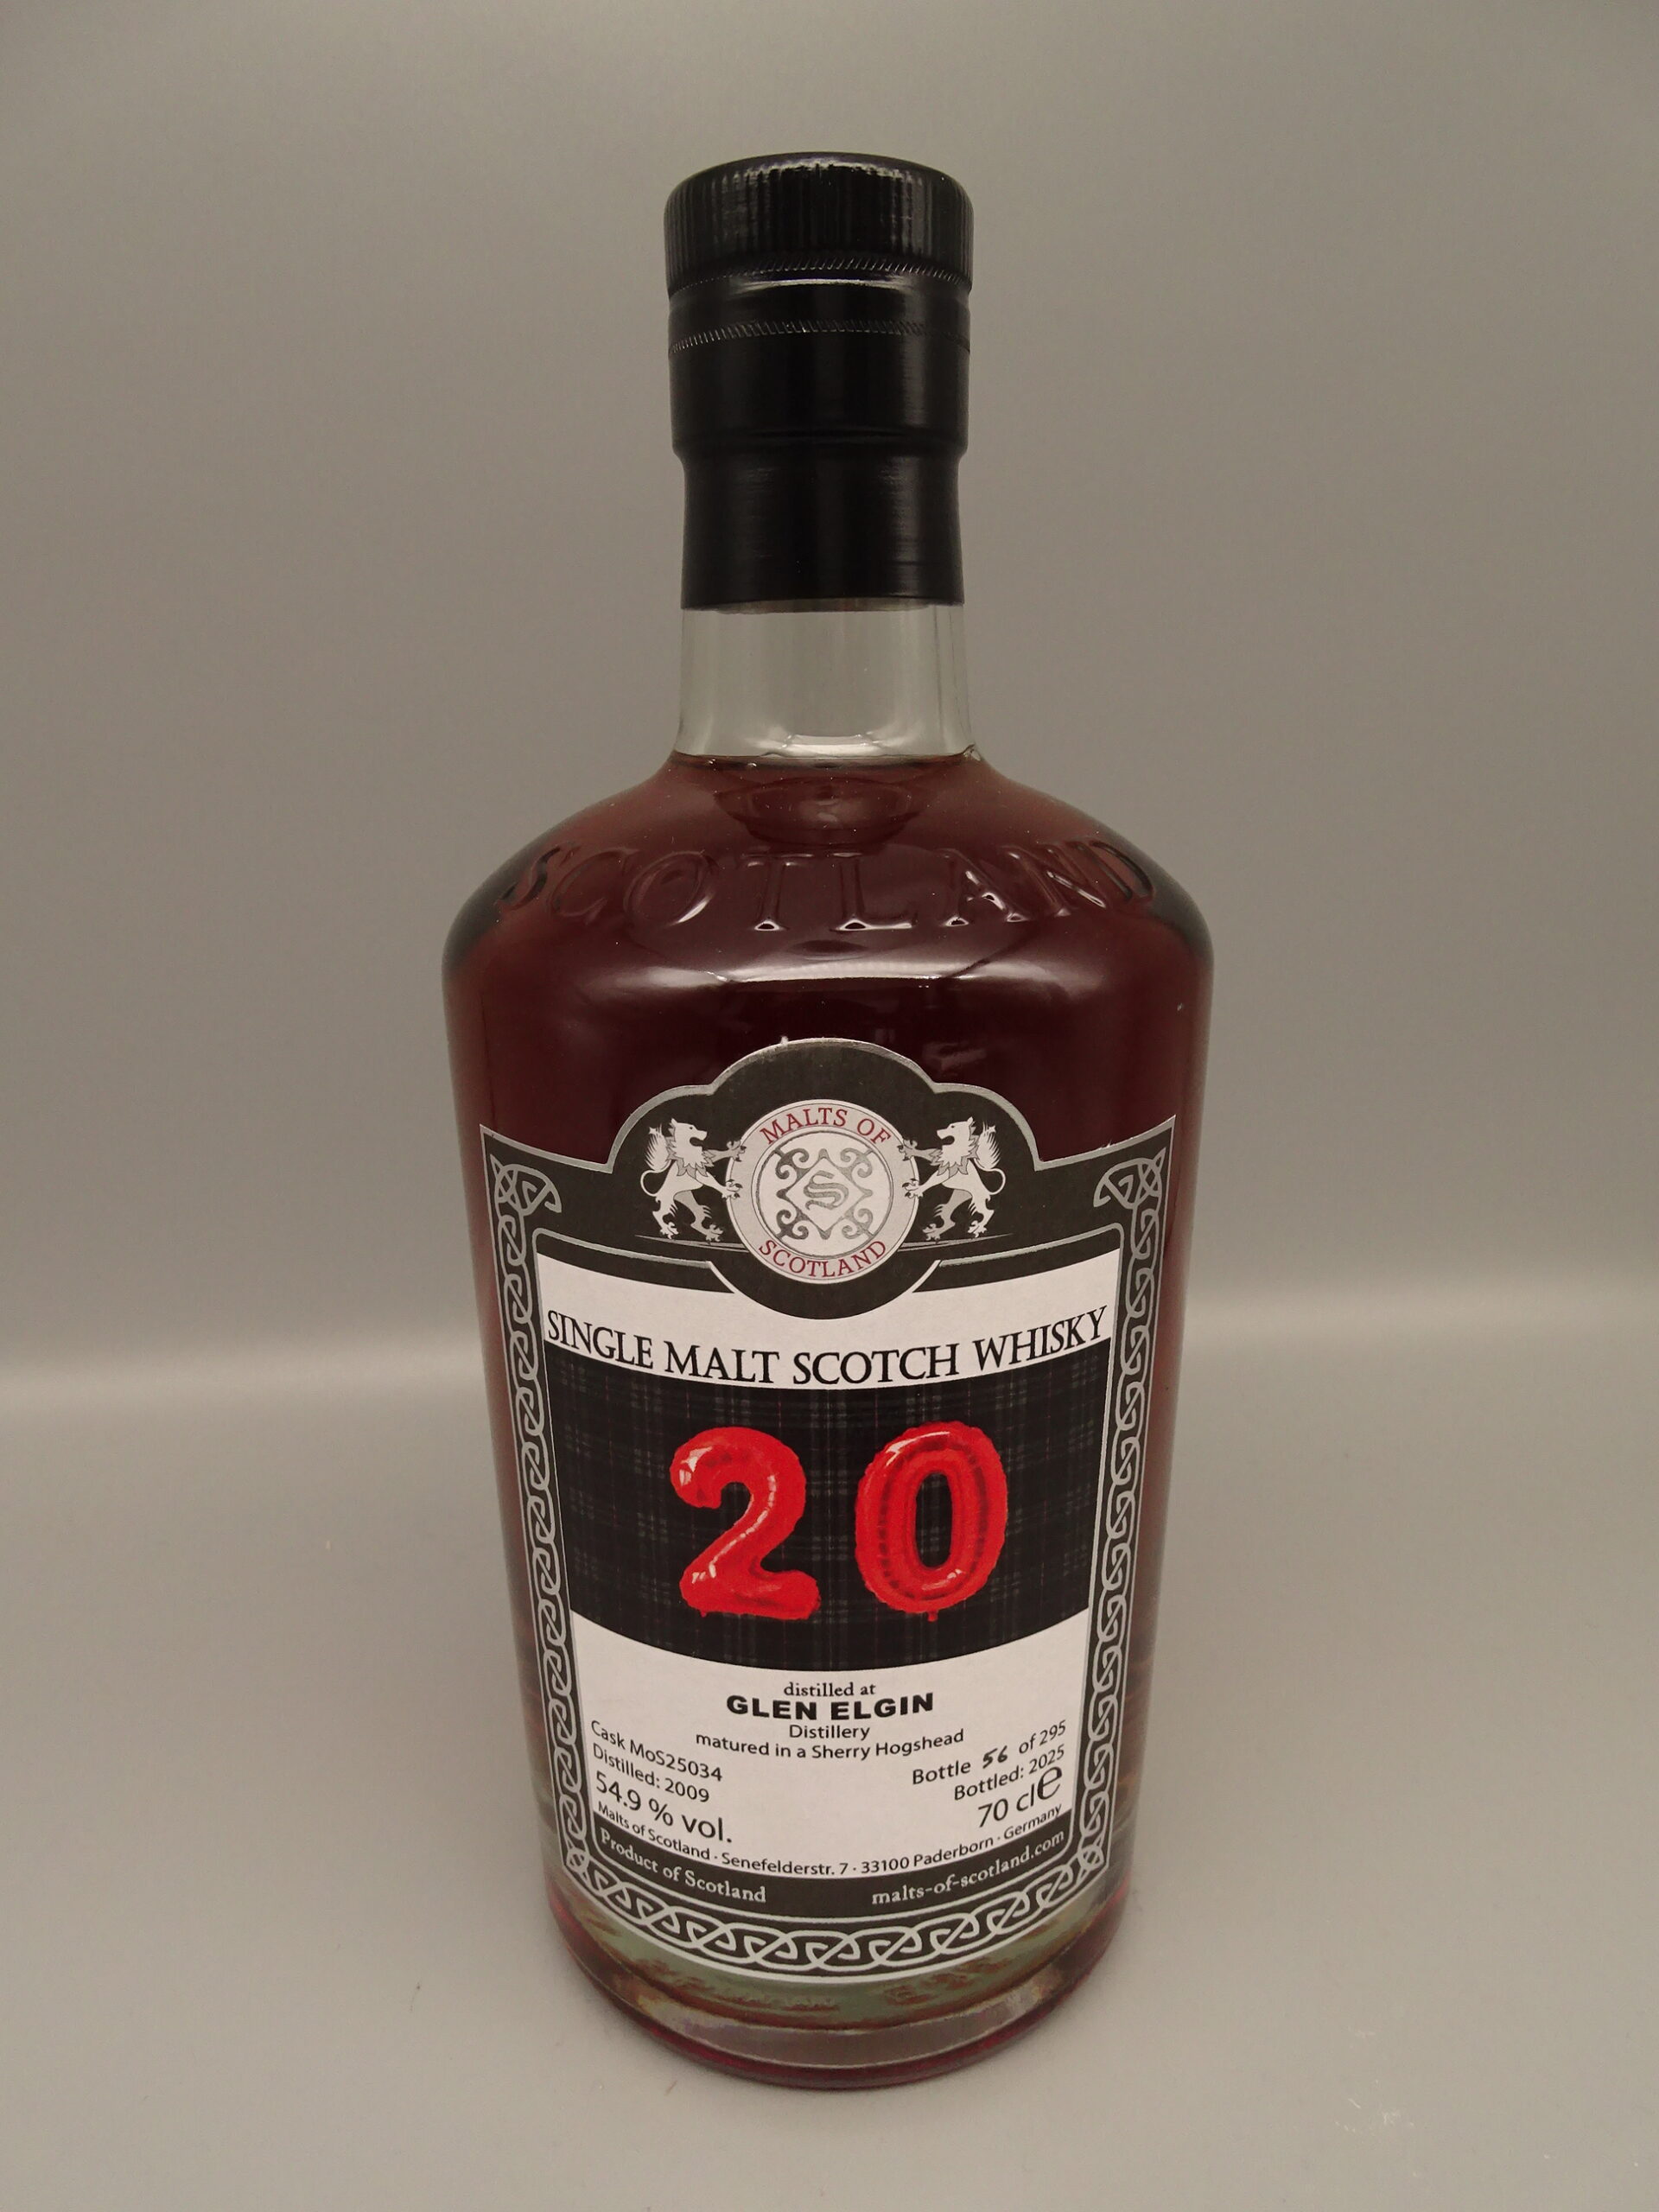 SCOTLAND
MALTS OF
S
SCOTLAND
SINGLE MALT SCOTCH WHISKY
20
distilled at
GLEN ELGIN
Distillery
matured in a Sherry Hogshead
Cask MoS25034
Distilled: 2009
54.9 % vol.
Bottle 56 of 295
Bottled: 2025
70 cl e
Malts of Scotland · Senefelderstr. 7 · 33100 Paderborn · Germany
Product of Scotland
malts-of-scotland.com